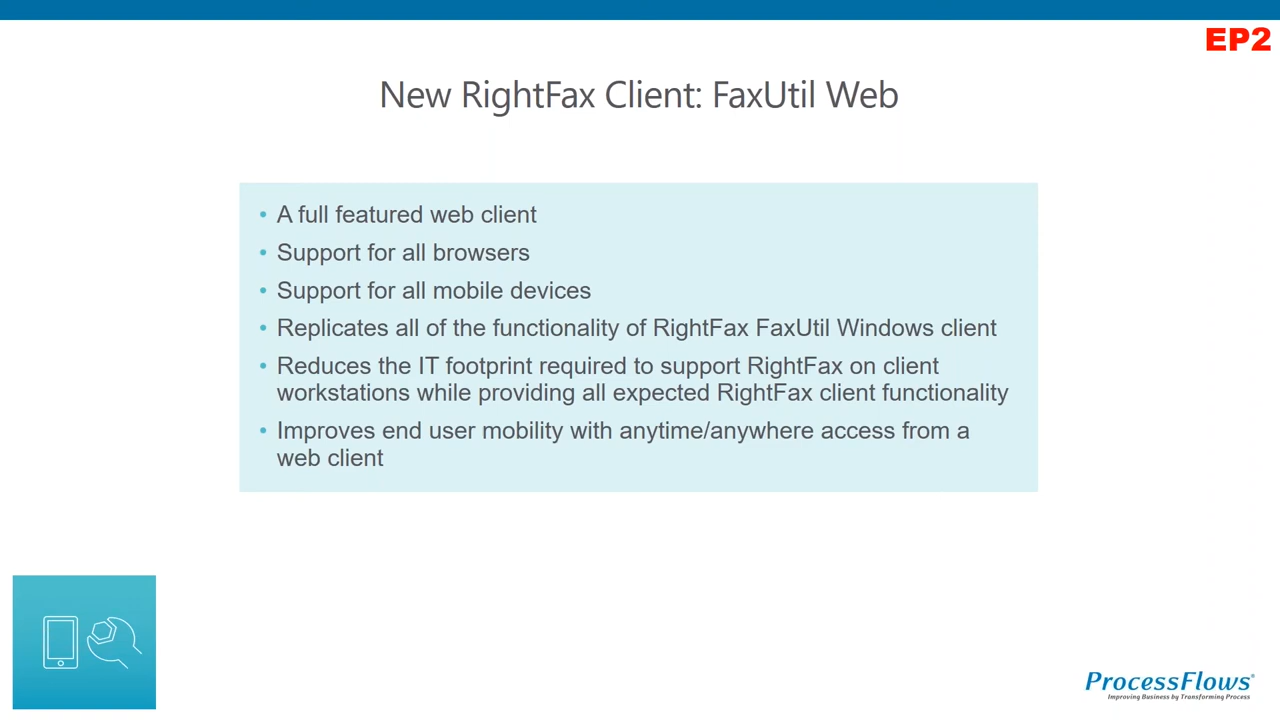 EP2
New RightFax Client: FaxUtil Web
• A full featured web client
• Support for all browsers
• Support for all mobile devices
• Replicates all of the functionality of RightFax FaxUtil Windows client
• Reduces the IT footprint required to support RightFax on client
workstations while providing all expected RightFax client functionality
• Improves end user mobility with anytime/anywhere access from a
web client
ProcessFlows®
Improving Business by Transforming Process